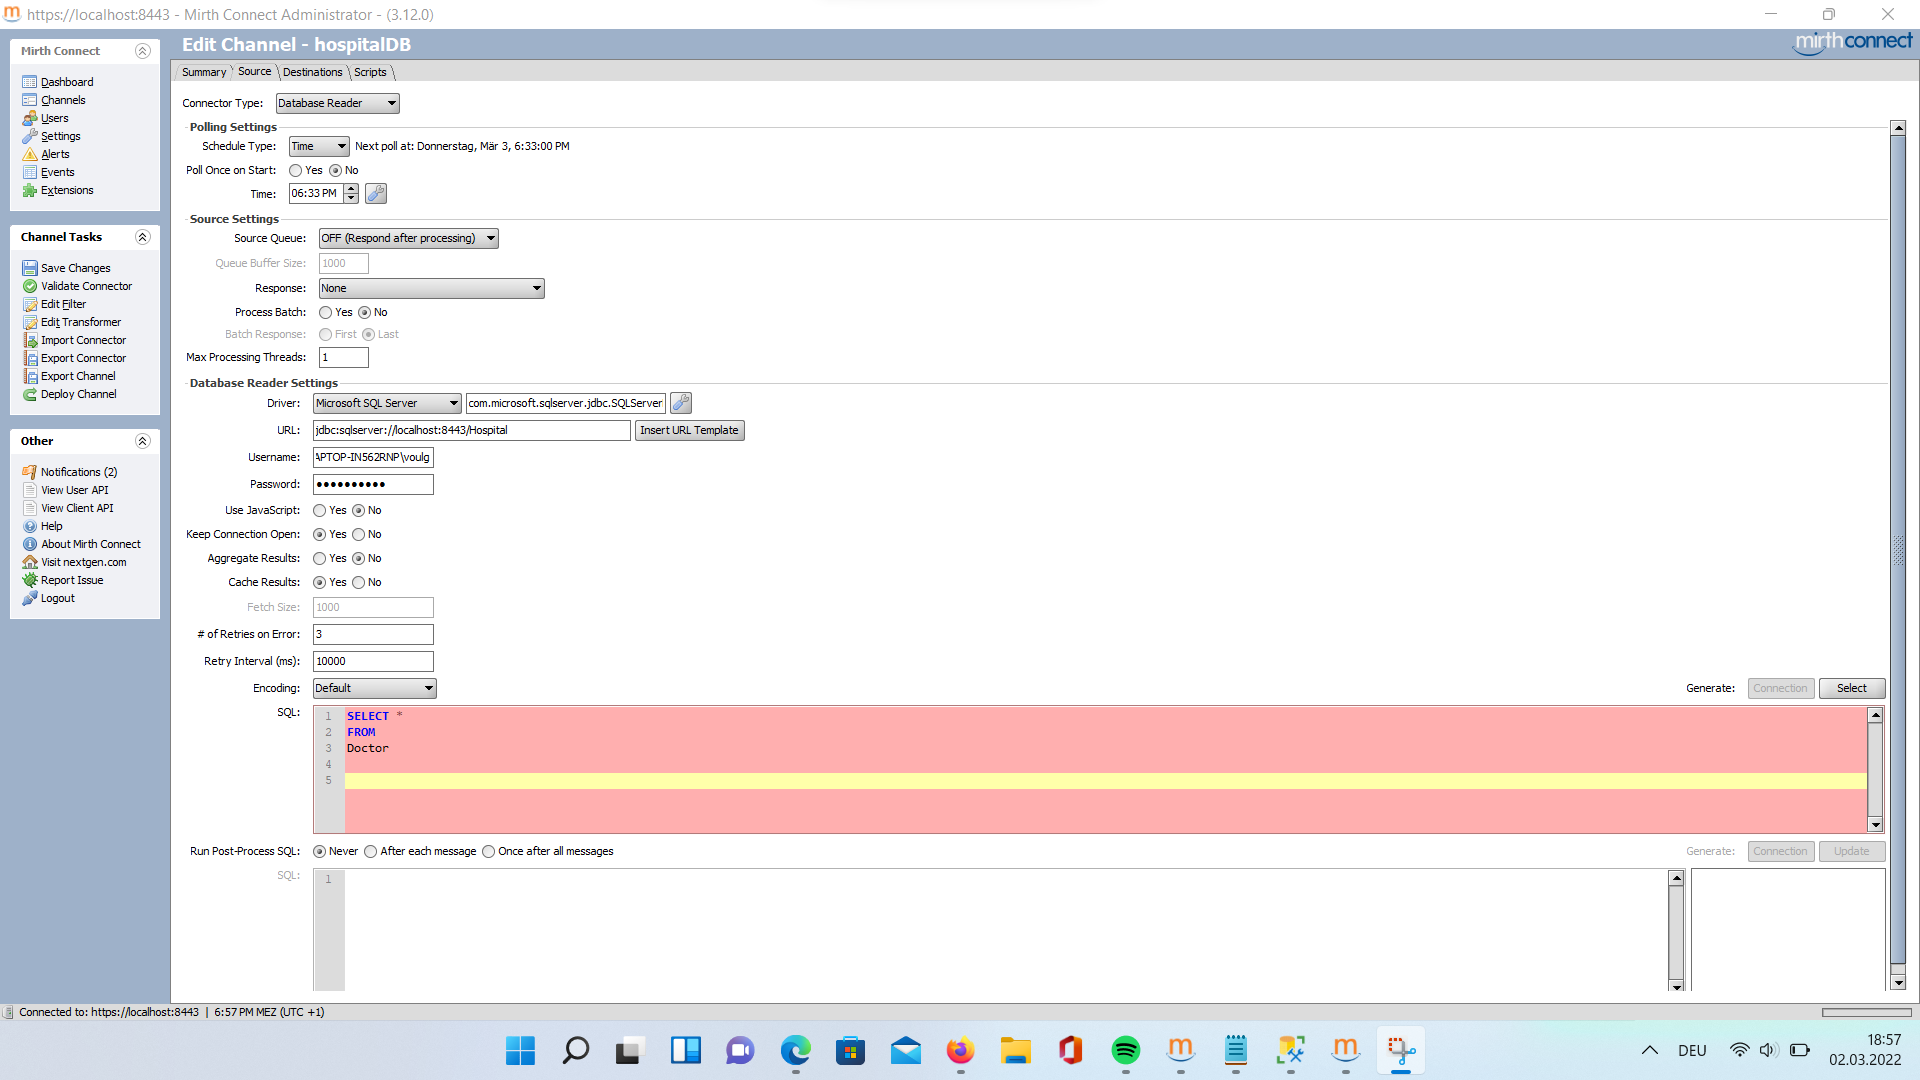 https://localhost:8443 - Mirth Connect Administrator - (3.12.0)
Mirth Connect
Dashboard
Channels
Users
Settings
Alerts
Events
Extensions
Channel Tasks
Save Changes
Validate Connector
Edit Filter
Edit Transformer
Import Connector
Export Connector
Export Channel
Deploy Channel
Other
Notifications (2)
View User API
View Client API
Help
About Mirth Connect
Visit nextgen.com
Report Issue
Logout
Edit Channel - hospitalDB
mirthconnect
Summary Source Destinations Scripts
Connector Type: Database Reader
Polling Settings
Schedule Type: Time Next poll at: Donnerstag, Mär 3, 6:33:00 PM
Poll Once on Start: Yes No
Time: 06:33 PM
Source Settings
Source Queue: OFF (Respond after processing)
Queue Buffer Size: 1000
Response: None
Process Batch: Yes No
Batch Response: First Last
Max Processing Threads: 1
Database Reader Settings
Driver: Microsoft SQL Server com.microsoft.sqlserver.jdbc.SQLServer
URL: jdbc:sqlserver://localhost:8443/Hospital Insert URL Template
Username: APTOP-IN562RNP\voulg
Password: ●●●●●●●●●●
Use JavaScript: Yes No
Keep Connection Open: Yes No
Aggregate Results: Yes No
Cache Results: Yes No
Fetch Size: 1000
# of Retries on Error: 3
Retry Interval (ms): 10000
Encoding: Default Generate: Connection Select
SQL:
1 SELECT *
2 FROM
3 Doctor
4
5
Run Post-Process SQL: Never After each message Once after all messages Generate: Connection Update
SQL: 1
Connected to: https://localhost:8443 | 6:57 PM MEZ (UTC +1)
DEU
18:57
02.03.2022